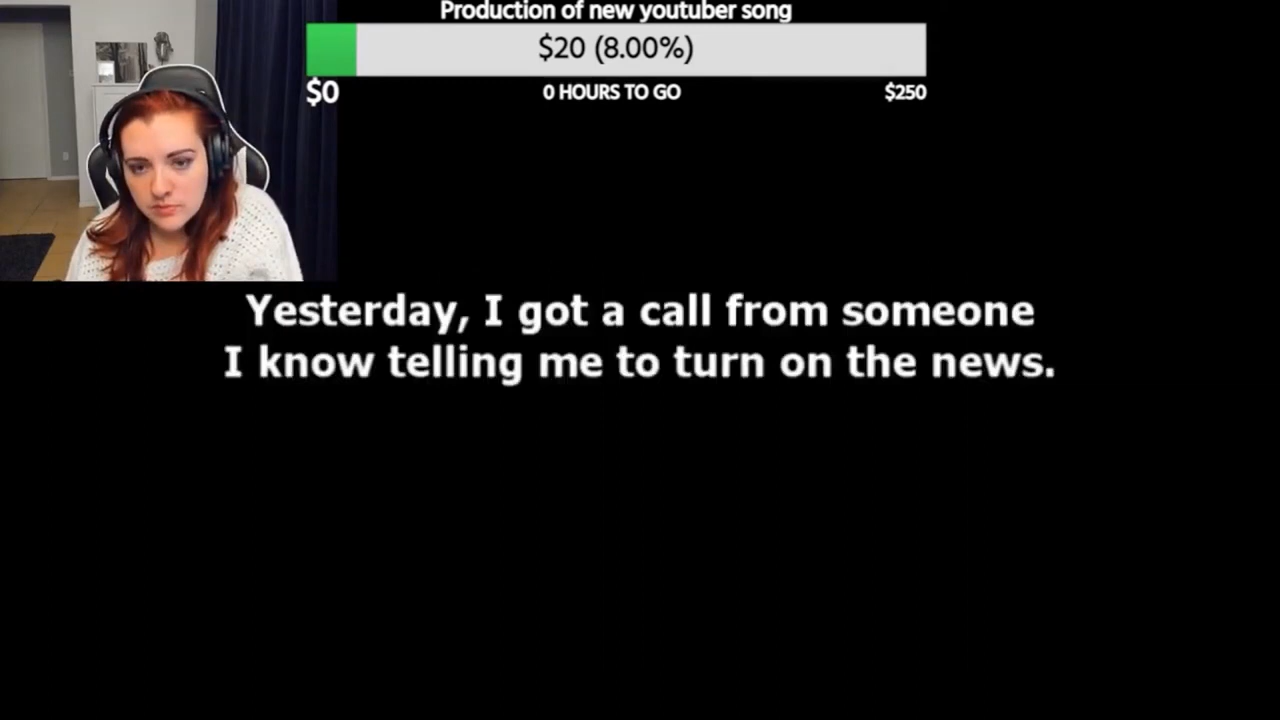 Production of new youtuber song
$20 (8.00%)
$0 0 HOURS TO GO $250
Yesterday, I got a call from someone
I know telling me to turn on the news.